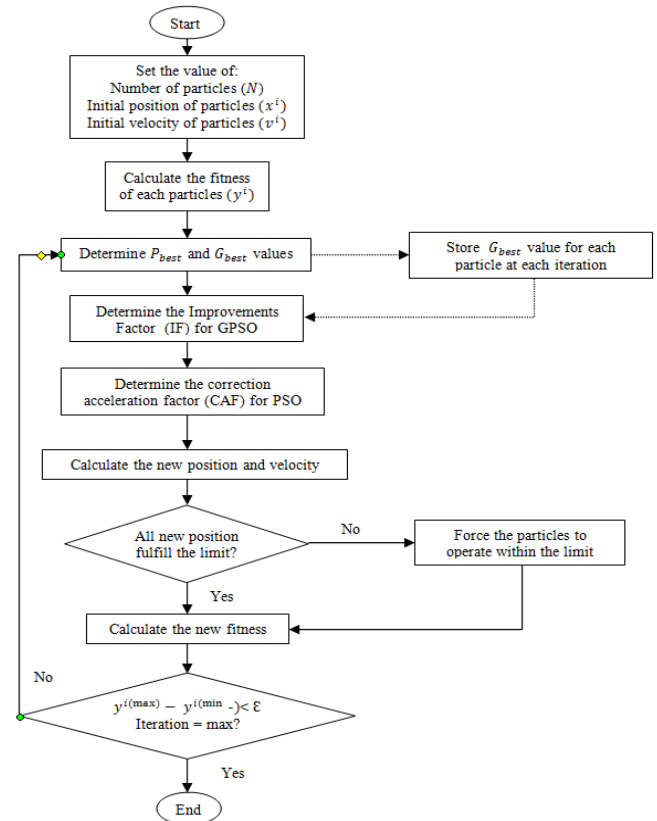 Start
Set the value of:
Number of particles (N)
Initial position of particles (xⁱ)
Initial velocity of particles (vⁱ)
Calculate the fitness
of each particles (yⁱ)
Determine P_best and G_best values
Store G_best value for each
particle at each iteration
Determine the Improvements
Factor (IF) for GPSO
Determine the correction
acceleration factor (CAF) for PSO
Calculate the new position and velocity
All new position
fulfill the limit?
No
Force the particles to
operate within the limit
Yes
Calculate the new fitness
No
y^i(max) − y^i(min -)< Ɛ
Iteration = max?
Yes
End